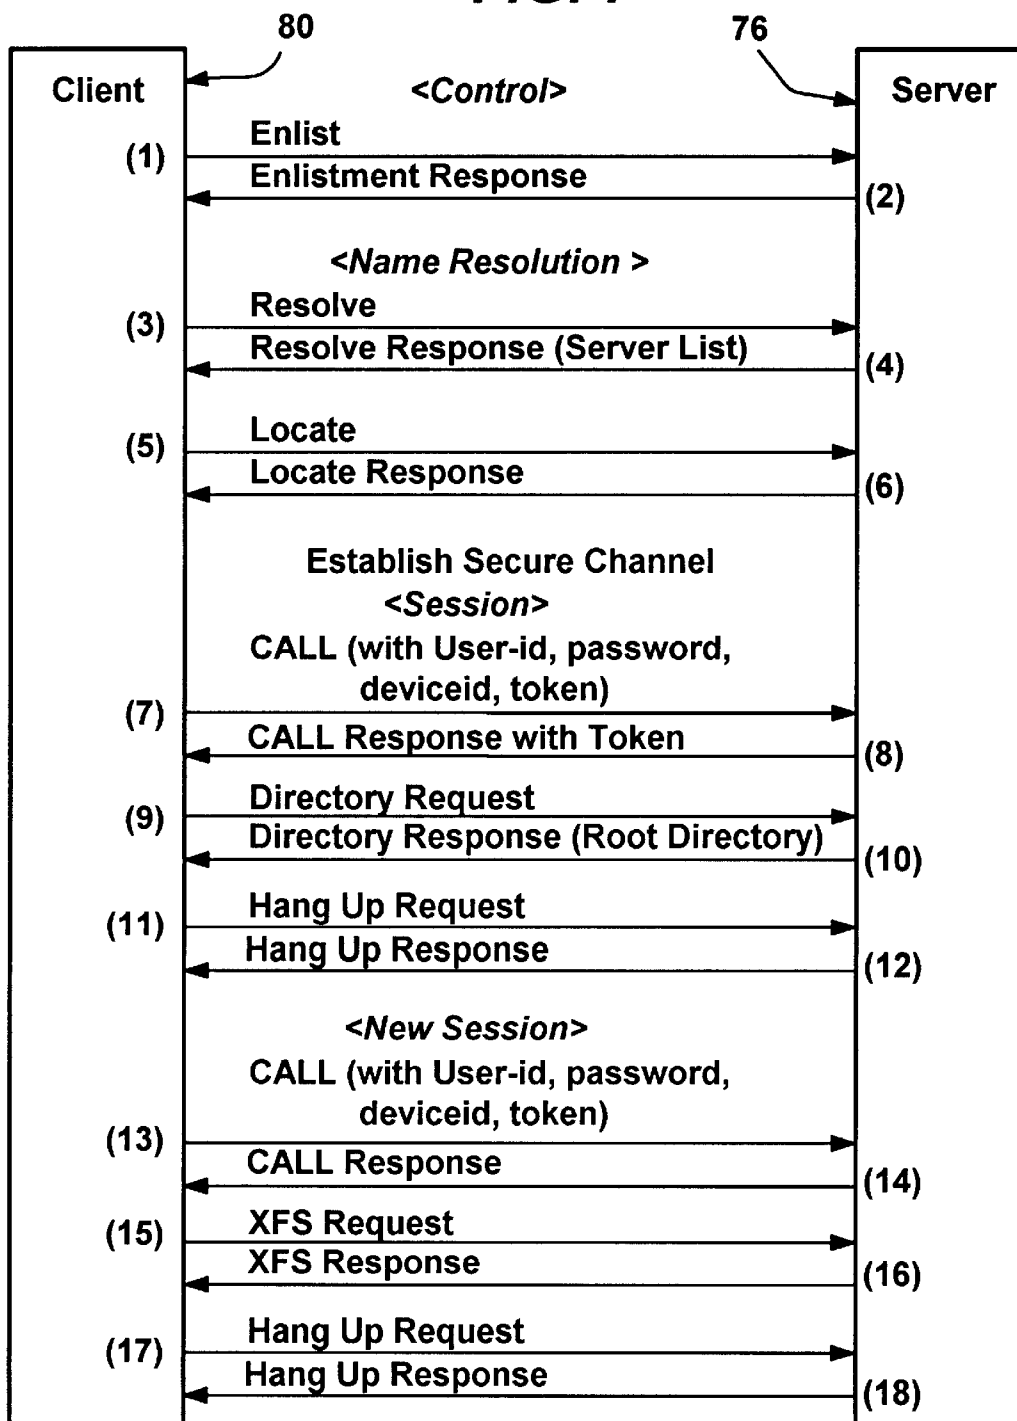 80
76
Client
<Control>
Server
Enlist
(1)
Enlistment Response
(2)
<Name Resolution >
Resolve
(3)
Resolve Response (Server List)
(4)
Locate
(5)
Locate Response
(6)
Establish Secure Channel
<Session>
CALL (with User-id, password,
deviceid, token)
(7)
CALL Response with Token
(8)
Directory Request
(9)
Directory Response (Root Directory)
(10)
Hang Up Request
(11)
Hang Up Response
(12)
<New Session>
CALL (with User-id, password,
deviceid, token)
(13)
CALL Response
(14)
XFS Request
(15)
XFS Response
(16)
Hang Up Request
(17)
Hang Up Response
(18)